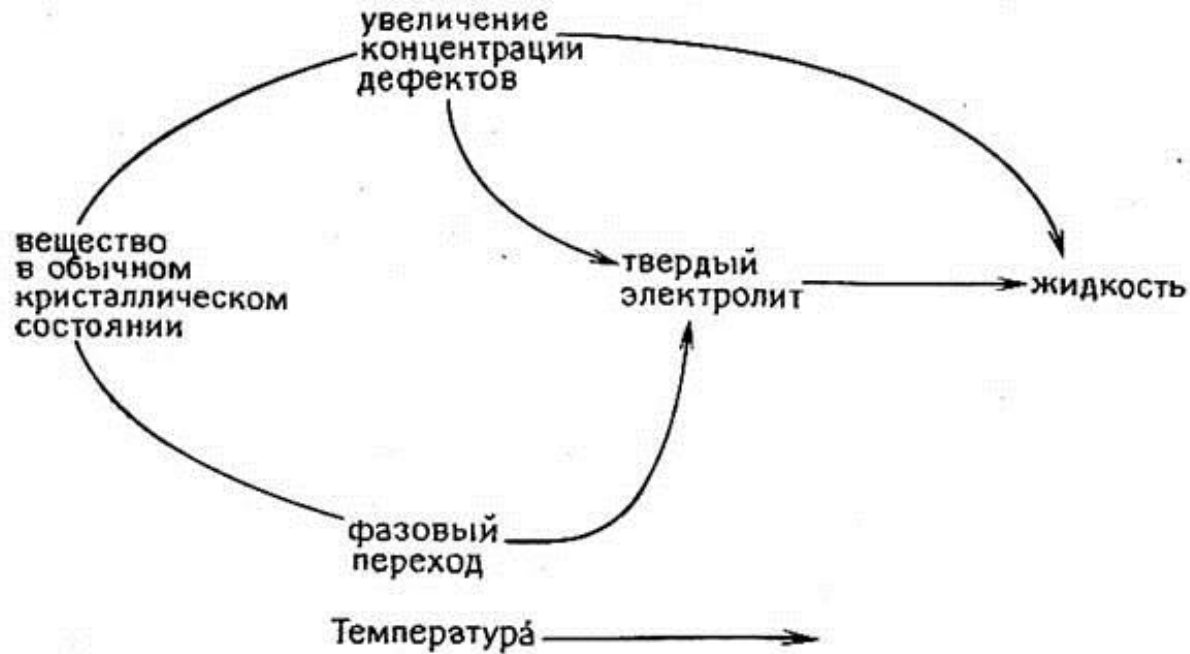 увеличение
концентрации
дефектов
вещество
в обычном
кристаллическом
состоянии
твердый
электролит
жидкость
фазовый
переход
Температура